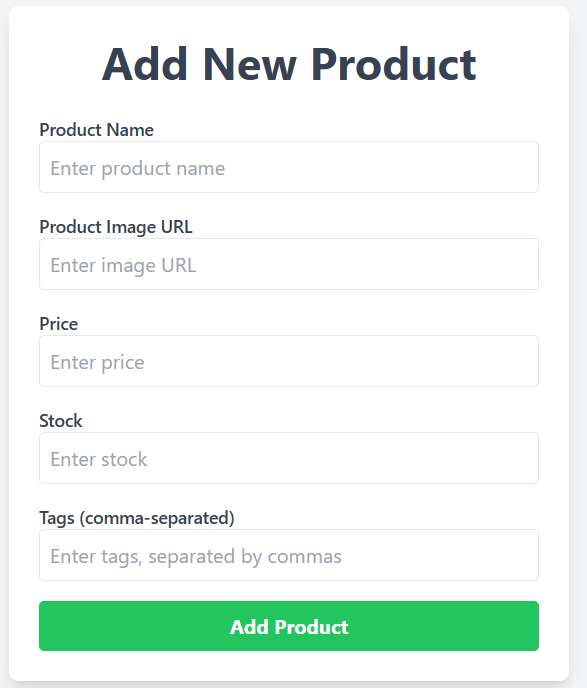 Add New Product
Product Name
Enter product name
Product Image URL
Enter image URL
Price
Enter price
Stock
Enter stock
Tags (comma-separated)
Enter tags, separated by commas
Add Product